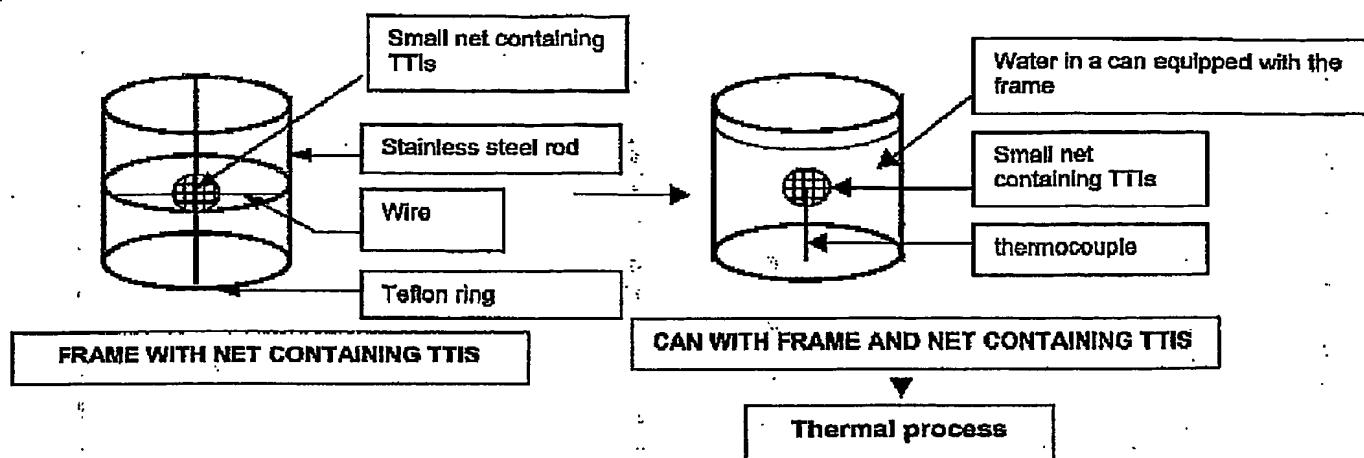 Small net containing
TTIs
Stainless steel rod
Wire
Teflon ring
FRAME WITH NET CONTAINING TTIS
Water in a can equipped with the
frame
Small net
containing TTIs
thermocouple
CAN WITH FRAME AND NET CONTAINING TTIS
Thermal process